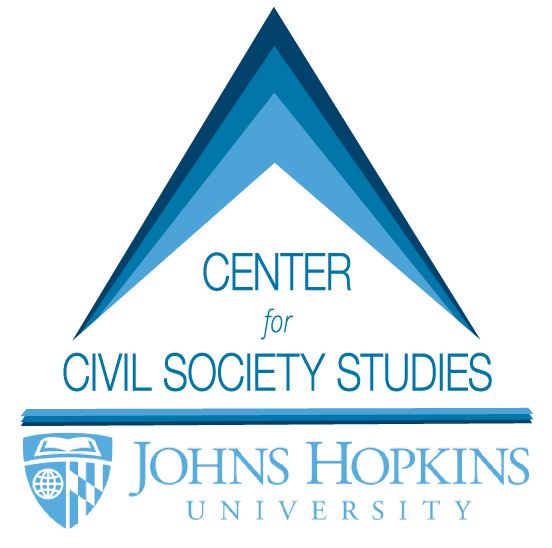 CENTER
for
CIVIL SOCIETY STUDIES
JOHNS HOPKINS
UNIVERSITY